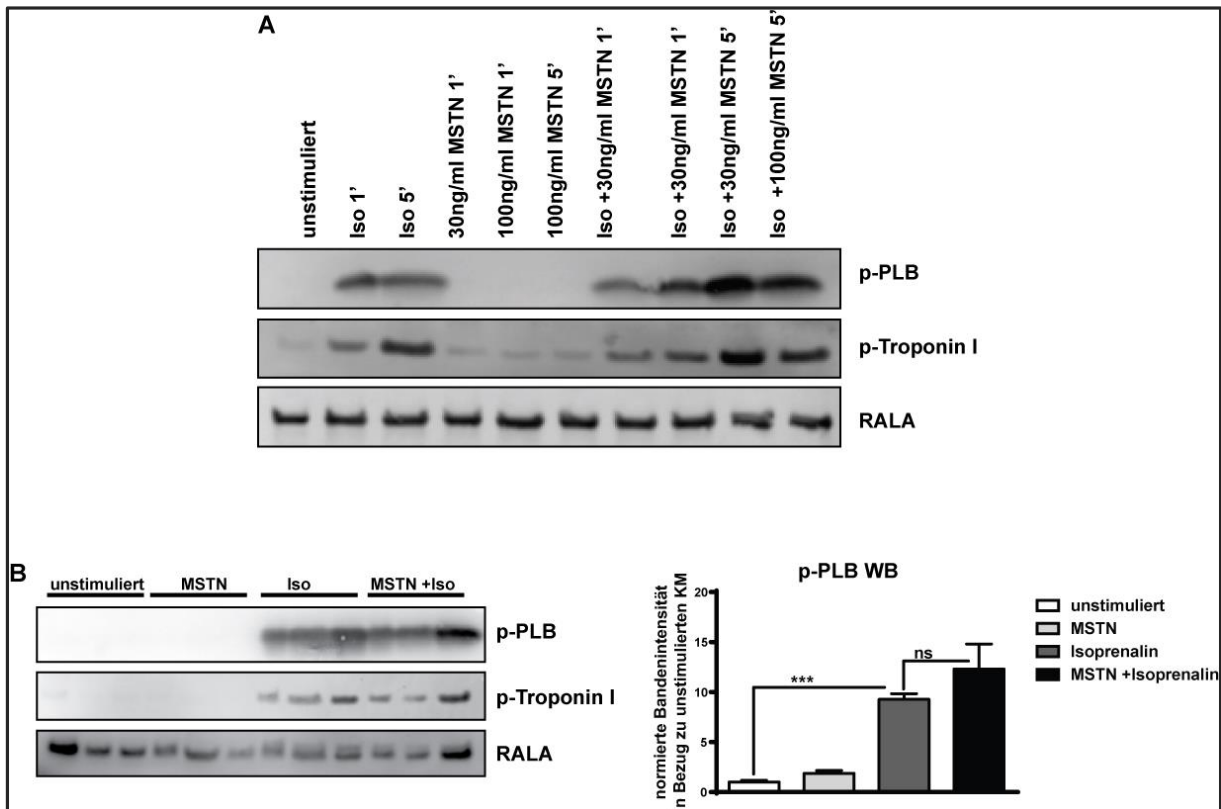 A
unstimuliert
Iso 1’
Iso 5’
30ng/ml MSTN 1’
100ng/ml MSTN 1’
100ng/ml MSTN 5’
Iso +30ng/ml MSTN 1’
Iso +30ng/ml MSTN 1’
Iso +30ng/ml MSTN 5’
Iso +100ng/ml MSTN 5’
p-PLB
p-Troponin I
RALA
B
unstimuliert MSTN Iso MSTN +Iso
p-PLB
p-Troponin I
RALA
p-PLB WB
normierte Bandenintensität
n Bezug zu unstimulierten KM
20
15
10
5
0
***
ns
unstimuliert
MSTN
Isoprenalin
MSTN +Isoprenalin